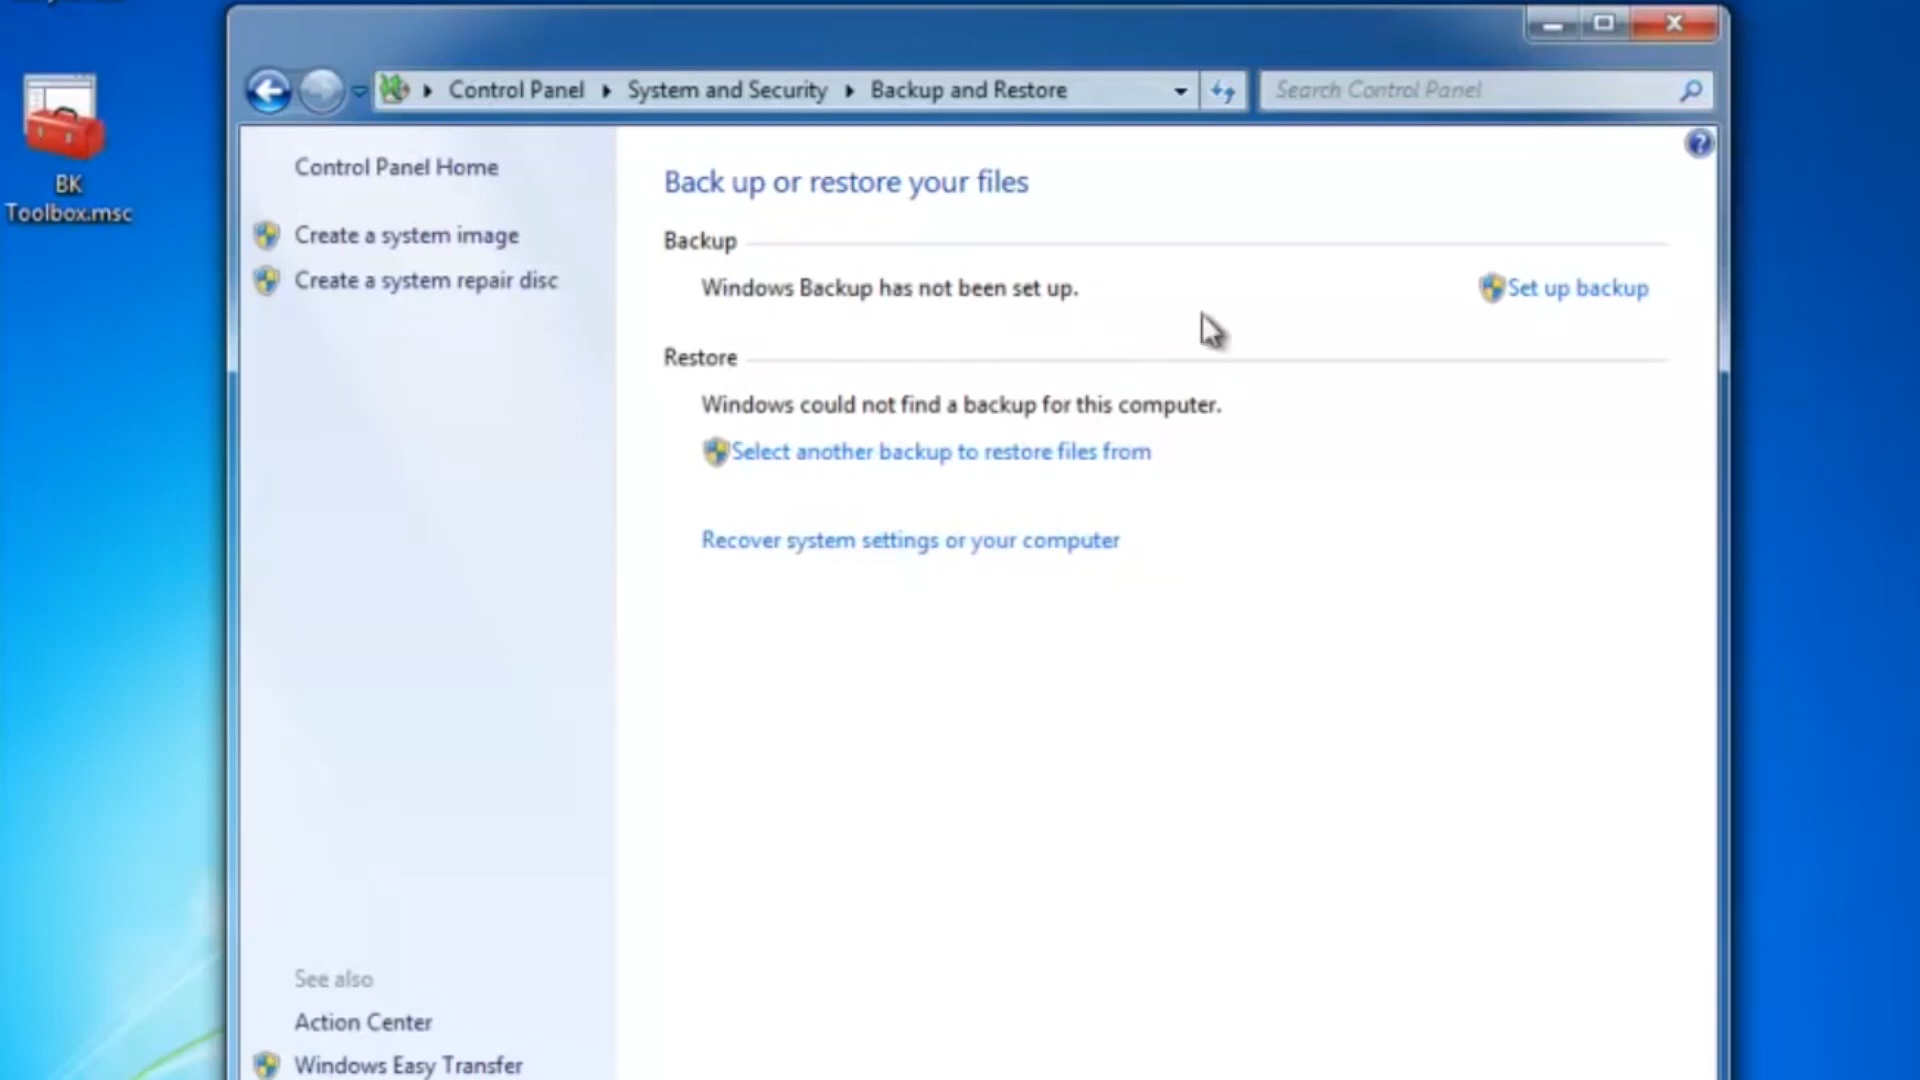 Control Panel System and Security Backup and Restore Search Control Panel
BK
Toolbox.msc
Control Panel Home
Create a system image
Create a system repair disc
See also
Action Center
Windows Easy Transfer
Back up or restore your files
Backup
Windows Backup has not been set up.
Set up backup
Restore
Windows could not find a backup for this computer.
Select another backup to restore files from
Recover system settings or your computer